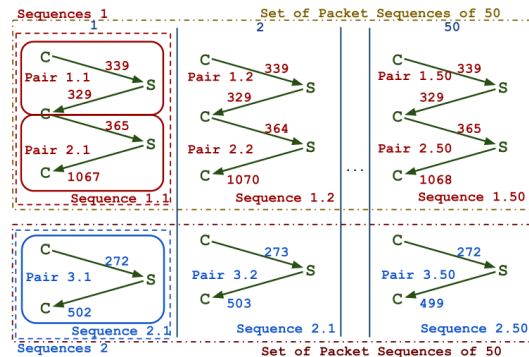 Sequences 1
Set of Packet Sequences of 50
1 2 50
C 339 C 339 C 339
Pair 1.1 S Pair 1.2 S Pair 1.50 S
329 329 329
C 365 C 364 C 365
Pair 2.1 S Pair 2.2 S Pair 2.50 S
...
C 1067 C 1070 C 1068
Sequence 1.1 Sequence 1.2 Sequence 1.50
C 272 C 273 C 272
Pair 3.1 S Pair 3.2 S Pair 3.50 S
C 502 C 503 C 499
Sequence 2.1 Sequence 2.1 Sequence 2.50
Sequences 2
Set of Packet Sequences of 50